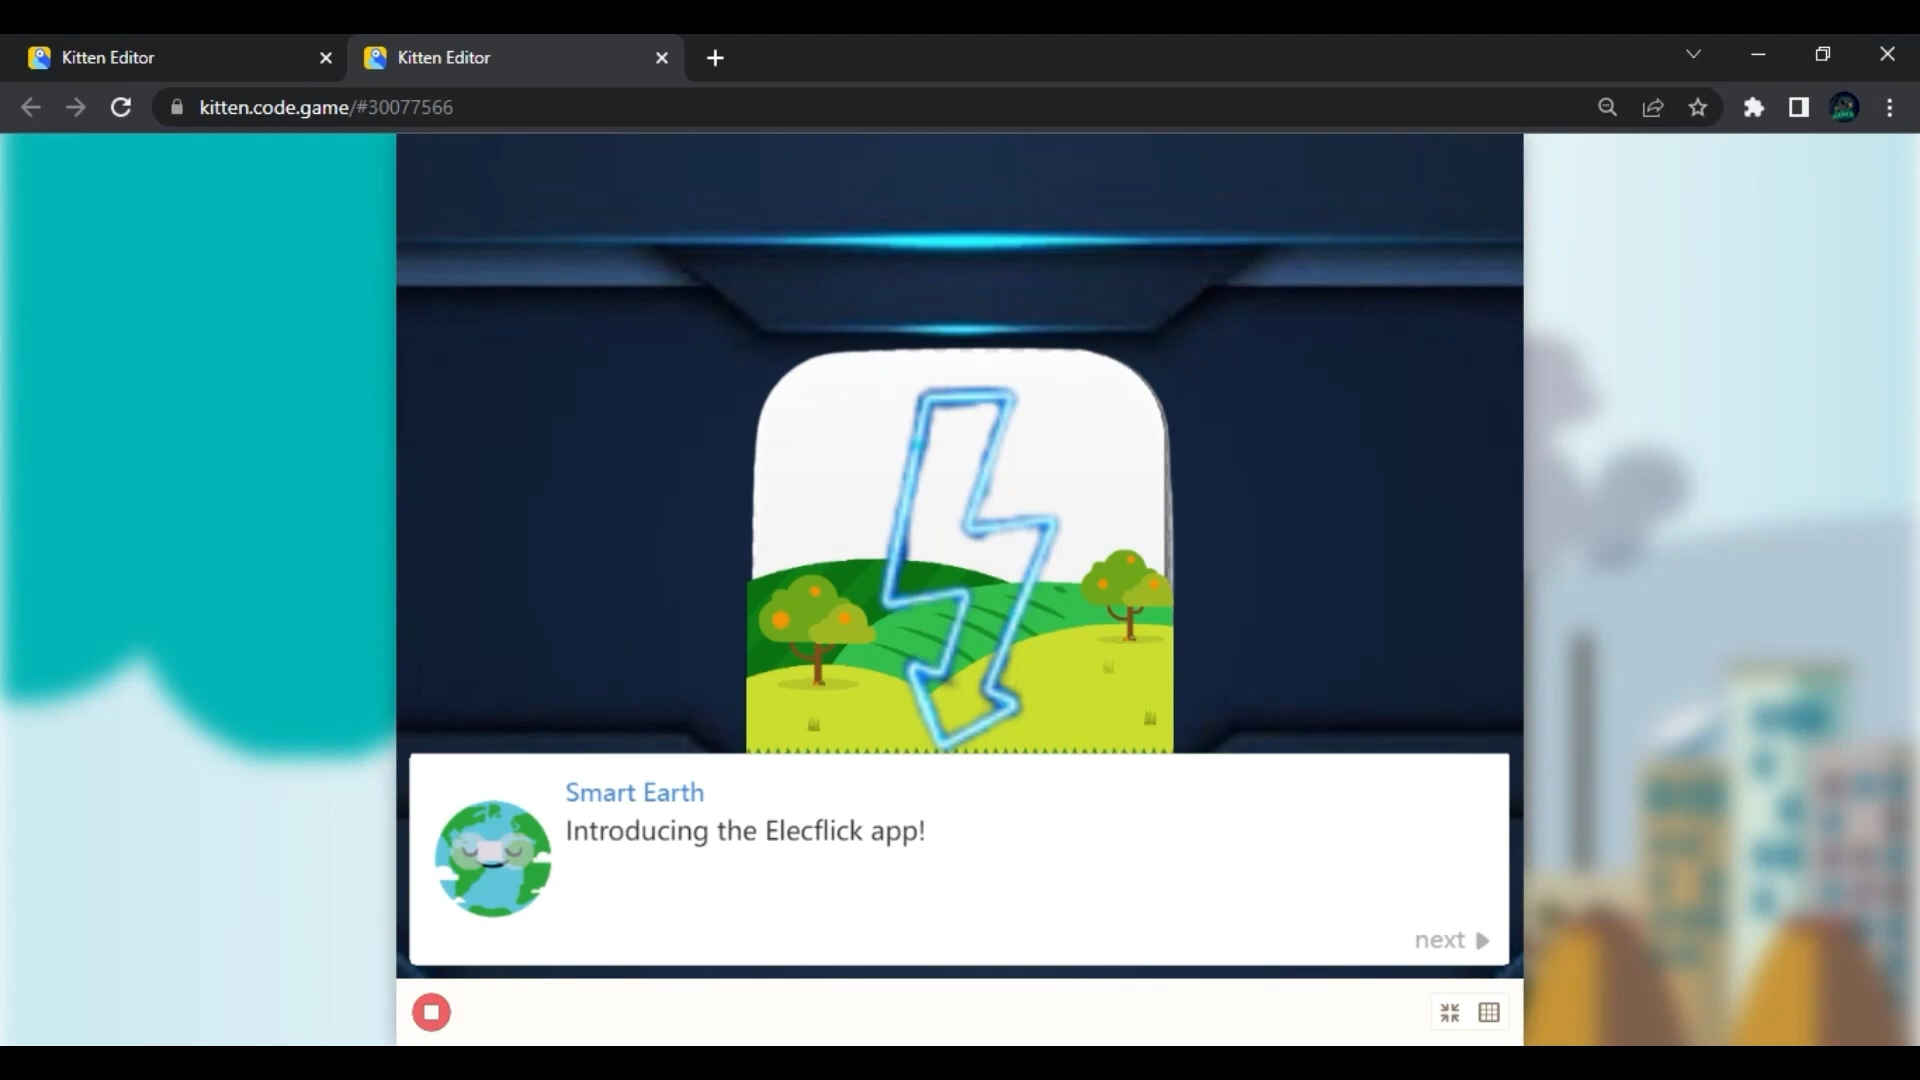 Kitten Editor
Kitten Editor
kitten.code.game/#30077566
Smart Earth
Introducing the Elecflick app!
next